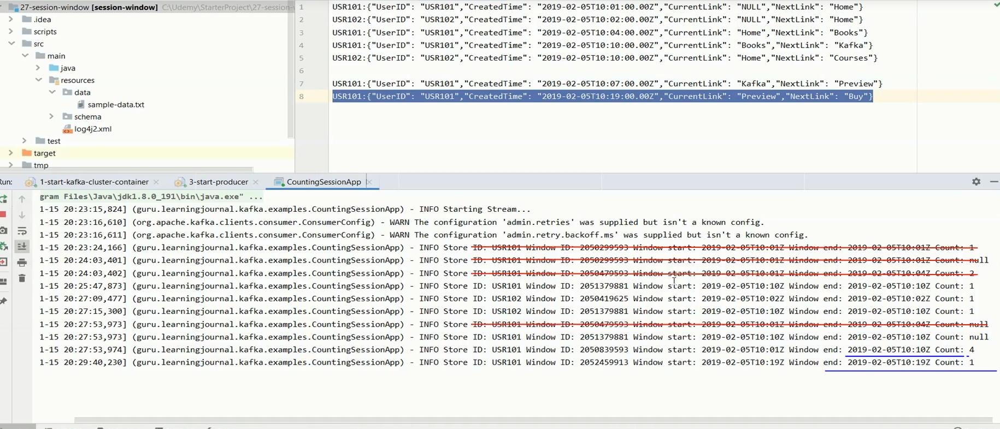 27-session-window [session-window] C:\Udemy\StarterProject\27-session-
.idea
scripts
src
main
java
resources
data
sample-data.txt
schema
log4j2.xml
test
target
tmp
1 USR101:{"UserID": "USR101","CreatedTime": "2019-02-05T10:01:00.00Z","CurrentLink": "NULL","NextLink": "Home"}
2 USR102:{"UserID": "USR102","CreatedTime": "2019-02-05T10:02:00.00Z","CurrentLink": "NULL","NextLink": "Home"}
3 USR101:{"UserID": "USR101","CreatedTime": "2019-02-05T10:04:00.00Z","CurrentLink": "Home","NextLink": "Books"}
4 USR101:{"UserID": "USR101","CreatedTime": "2019-02-05T10:10:00.00Z","CurrentLink": "Books","NextLink": "Kafka"}
5 USR102:{"UserID": "USR102","CreatedTime": "2019-02-05T10:10:00.00Z","CurrentLink": "Home","NextLink": "Courses"}
6
7 USR101:{"UserID": "USR101","CreatedTime": "2019-02-05T10:07:00.00Z","CurrentLink": "Kafka","NextLink": "Preview"}
8 USR101:{"UserID": "USR101","CreatedTime": "2019-02-05T10:19:00.00Z","CurrentLink": "Preview","NextLink": "Buy"}
Run: 1-start-kafka-cluster-container 3-start-producer CountingSessionApp
gram Files\Java\jdk1.8.0_191\bin\java.exe" ...
1-15 20:23:15,824] (guru.learningjournal.kafka.examples.CountingSessionApp) - INFO Starting Stream...
1-15 20:23:16,610] (org.apache.kafka.clients.consumer.ConsumerConfig) - WARN The configuration 'admin.retries' was supplied but isn't a known config.
1-15 20:23:16,611] (org.apache.kafka.clients.consumer.ConsumerConfig) - WARN The configuration 'admin.retry.backoff.ms' was supplied but isn't a known config.
1-15 20:23:24,166] (guru.learningjournal.kafka.examples.CountingSessionApp) - INFO Store ID: USR101 Window ID: 2050299593 Window start: 2019-02-05T10:01Z Window end: 2019-02-05T10:01Z Count: 1
1-15 20:24:03,401] (guru.learningjournal.kafka.examples.CountingSessionApp) - INFO Store ID: USR101 Window ID: 2050299593 Window start: 2019-02-05T10:01Z Window end: 2019-02-05T10:01Z Count: null
1-15 20:24:03,402] (guru.learningjournal.kafka.examples.CountingSessionApp) - INFO Store ID: USR101 Window ID: 2050479593 Window start: 2019-02-05T10:01Z Window end: 2019-02-05T10:04Z Count: 2
1-15 20:25:47,873] (guru.learningjournal.kafka.examples.CountingSessionApp) - INFO Store ID: USR101 Window ID: 2051379881 Window start: 2019-02-05T10:10Z Window end: 2019-02-05T10:10Z Count: 1
1-15 20:27:09,477] (guru.learningjournal.kafka.examples.CountingSessionApp) - INFO Store ID: USR102 Window ID: 2050419625 Window start: 2019-02-05T10:02Z Window end: 2019-02-05T10:02Z Count: 1
1-15 20:27:15,300] (guru.learningjournal.kafka.examples.CountingSessionApp) - INFO Store ID: USR102 Window ID: 2051379881 Window start: 2019-02-05T10:10Z Window end: 2019-02-05T10:10Z Count: 1
1-15 20:27:53,973] (guru.learningjournal.kafka.examples.CountingSessionApp) - INFO Store ID: USR101 Window ID: 2050479593 Window start: 2019-02-05T10:01Z Window end: 2019-02-05T10:04Z Count: null
1-15 20:27:53,973] (guru.learningjournal.kafka.examples.CountingSessionApp) - INFO Store ID: USR101 Window ID: 2051379881 Window start: 2019-02-05T10:10Z Window end: 2019-02-05T10:10Z Count: null
1-15 20:27:53,974] (guru.learningjournal.kafka.examples.CountingSessionApp) - INFO Store ID: USR101 Window ID: 2050839593 Window start: 2019-02-05T10:01Z Window end: 2019-02-05T10:10Z Count: 4
1-15 20:29:40,230] (guru.learningjournal.kafka.examples.CountingSessionApp) - INFO Store ID: USR101 Window ID: 2052459913 Window start: 2019-02-05T10:19Z Window end: 2019-02-05T10:19Z Count: 1